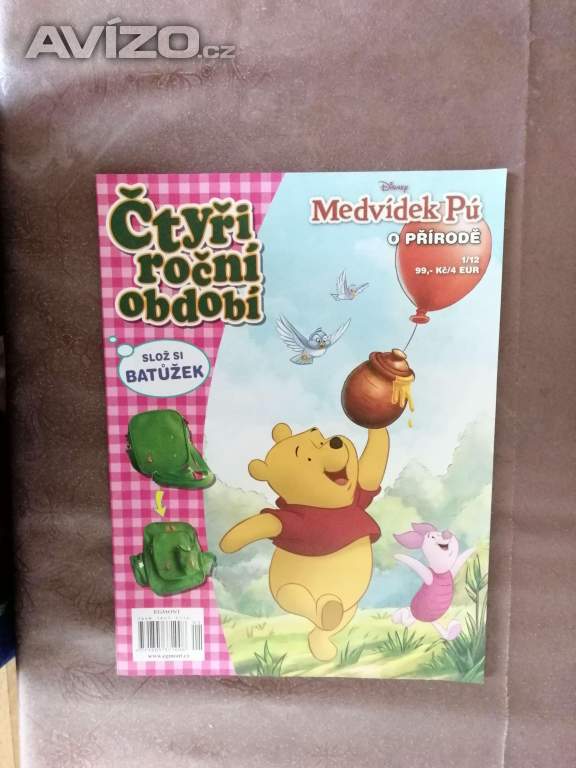 AVÍZO.cz
Disney
Medvídek Pú
O PŘÍRODĚ
1/12
99,- Kč/4 EUR
Čtyři
roční
období
SLOŽ SI
BATŮŽEK
EGMONT
www.egmont.cz